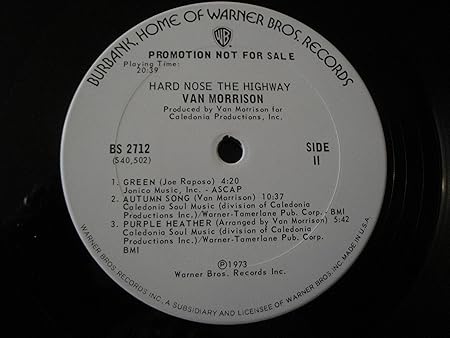 BURBANK, HOME OF WARNER BROS. RECORDS
WB
PROMOTION NOT FOR SALE
Playing Time:
20:39
HARD NOSE THE HIGHWAY
VAN MORRISON
Produced by Van Morrison for
Caledonia Productions, Inc.
BS 2712
(S40,502)
SIDE
II
1. GREEN (Joe Raposo) 4:20
Jonico Music, Inc. - ASCAP
2. AUTUMN SONG (Van Morrison) 10:37
Caledonia Soul Music (division of Caledonia
Productions Inc.)/Warner-Tamerlane Pub. Corp.- BMI
3. PURPLE HEATHER (Arranged by Van Morrison) 5:42
Caledonia Soul Music (division of Caledonia
Productions Inc.)/Warner-Tamerlane Pub. Corp. -
BMI
Ⓟ1973
Warner Bros. Records Inc.
WARNER BROS. RECORDS INC., A SUBSIDIARY AND LICENSEE OF WARNER BROS. INC. MADE IN U.S.A.